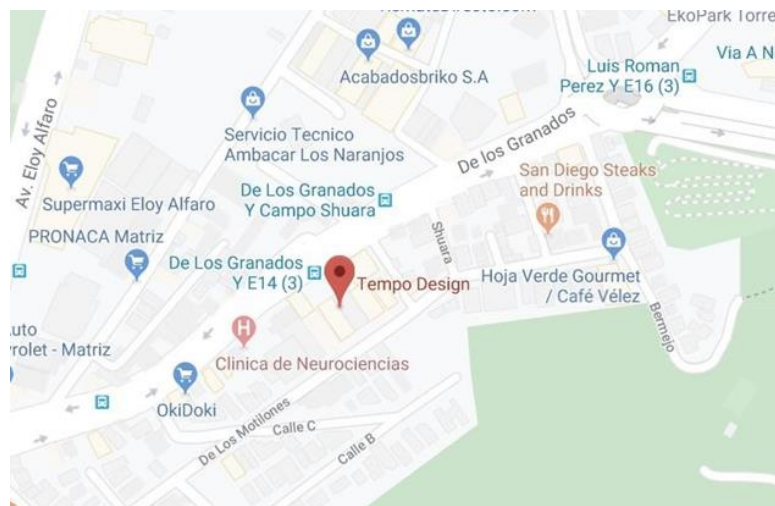 EkoPark Torre
Acabadosbriko S.A
Luis Roman
Perez Y E16 (3)
Via A N
Av. Eloy Alfaro
Servicio Tecnico
Ambacar Los Naranjos
De los Granados
San Diego Steaks
and Drinks
De Los Granados
Y Campo Shuara
Supermaxi Eloy Alfaro
PRONACA Matriz
Shuara
De Los Granados
Y E14 (3)
Tempo Design
Hoja Verde Gourmet
/ Café Vélez
Bermejo
uto
rolet - Matriz
H
Clinica de Neurociencias
OkiDoki
De Los Motilones
Calle C
Calle B